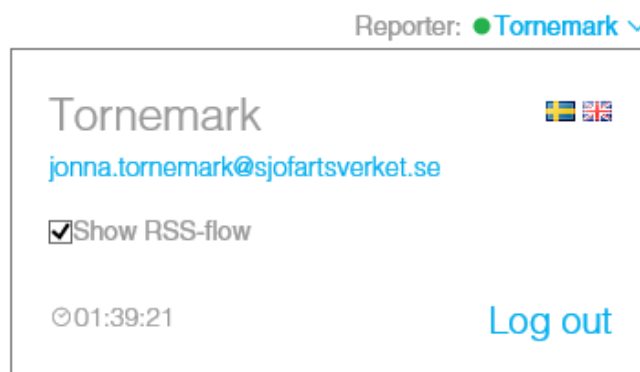 Reporter: Tornemark
Tornemark
jonna.tornemark@sjofartsverket.se
Show RSS-flow
01:39:21
Log out